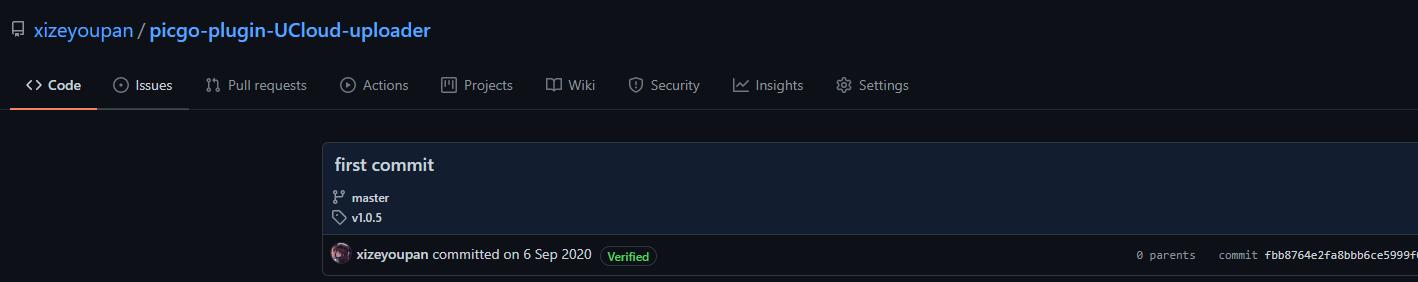 xizeyoupan / picgo-plugin-UCloud-uploader
Code Issues Pull requests Actions Projects Wiki Security Insights Settings
first commit
master
v1.0.5
xizeyoupan committed on 6 Sep 2020 Verified 0 parents commit fbb8764e2fa8bbb6ce5999f